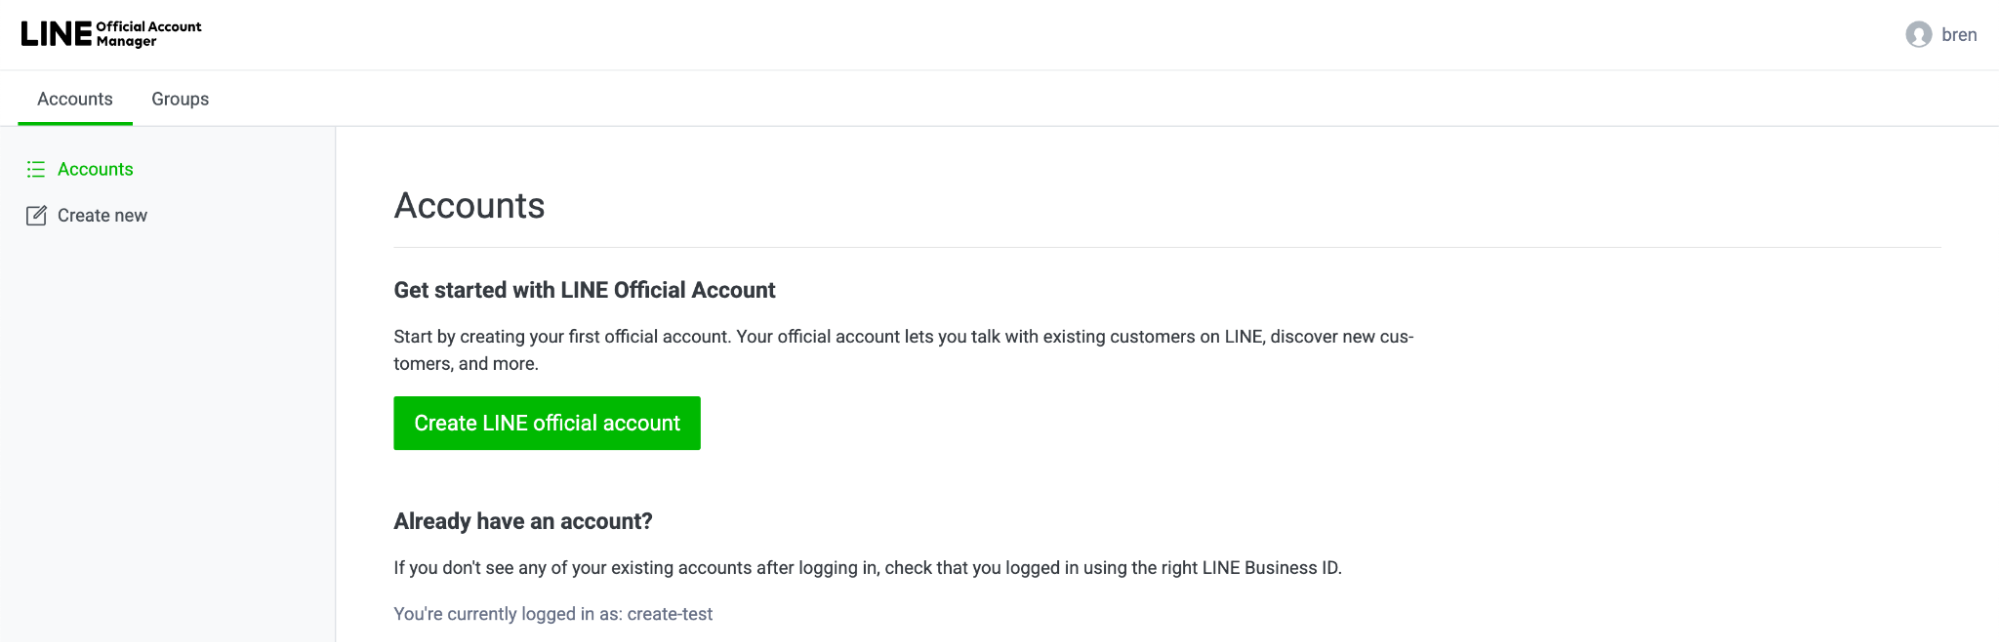 LINE Official Account
Manager
bren
Accounts
Groups
Accounts
Create new
Accounts
Get started with LINE Official Account
Start by creating your first official account. Your official account lets you talk with existing customers on LINE, discover new cus-
tomers, and more.
Create LINE official account
Already have an account?
If you don't see any of your existing accounts after logging in, check that you logged in using the right LINE Business ID.
You're currently logged in as: create-test